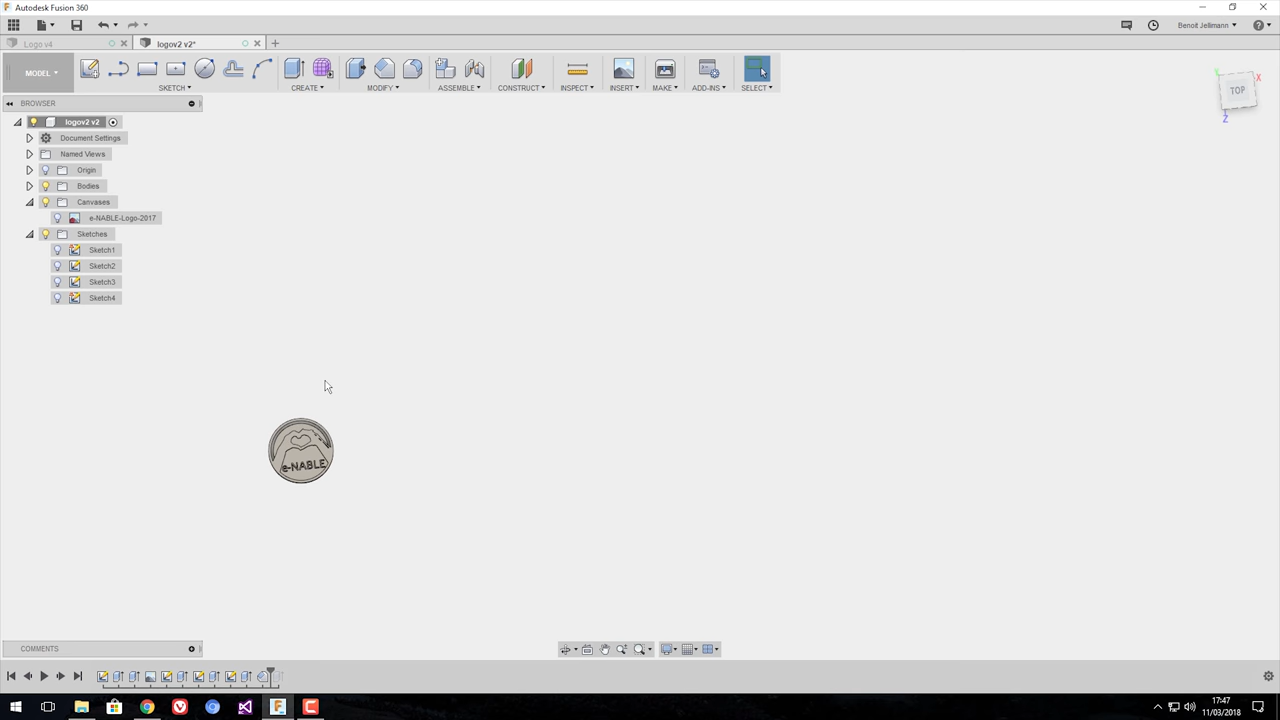 Autodesk Fusion 360
Benoit Jellimann
Logo v4
logov2 v2*
MODEL
SKETCH
CREATE
MODIFY
ASSEMBLE
CONSTRUCT
INSPECT
INSERT
MAKE
ADD-INS
SELECT
TOP
X
Y
Z
BROWSER
logov2 v2
Document Settings
Named Views
Origin
Bodies
Canvases
e-NABLE-Logo-2017
Sketches
Sketch1
Sketch2
Sketch3
Sketch4
e-NABLE
COMMENTS
17:47
11/03/2018